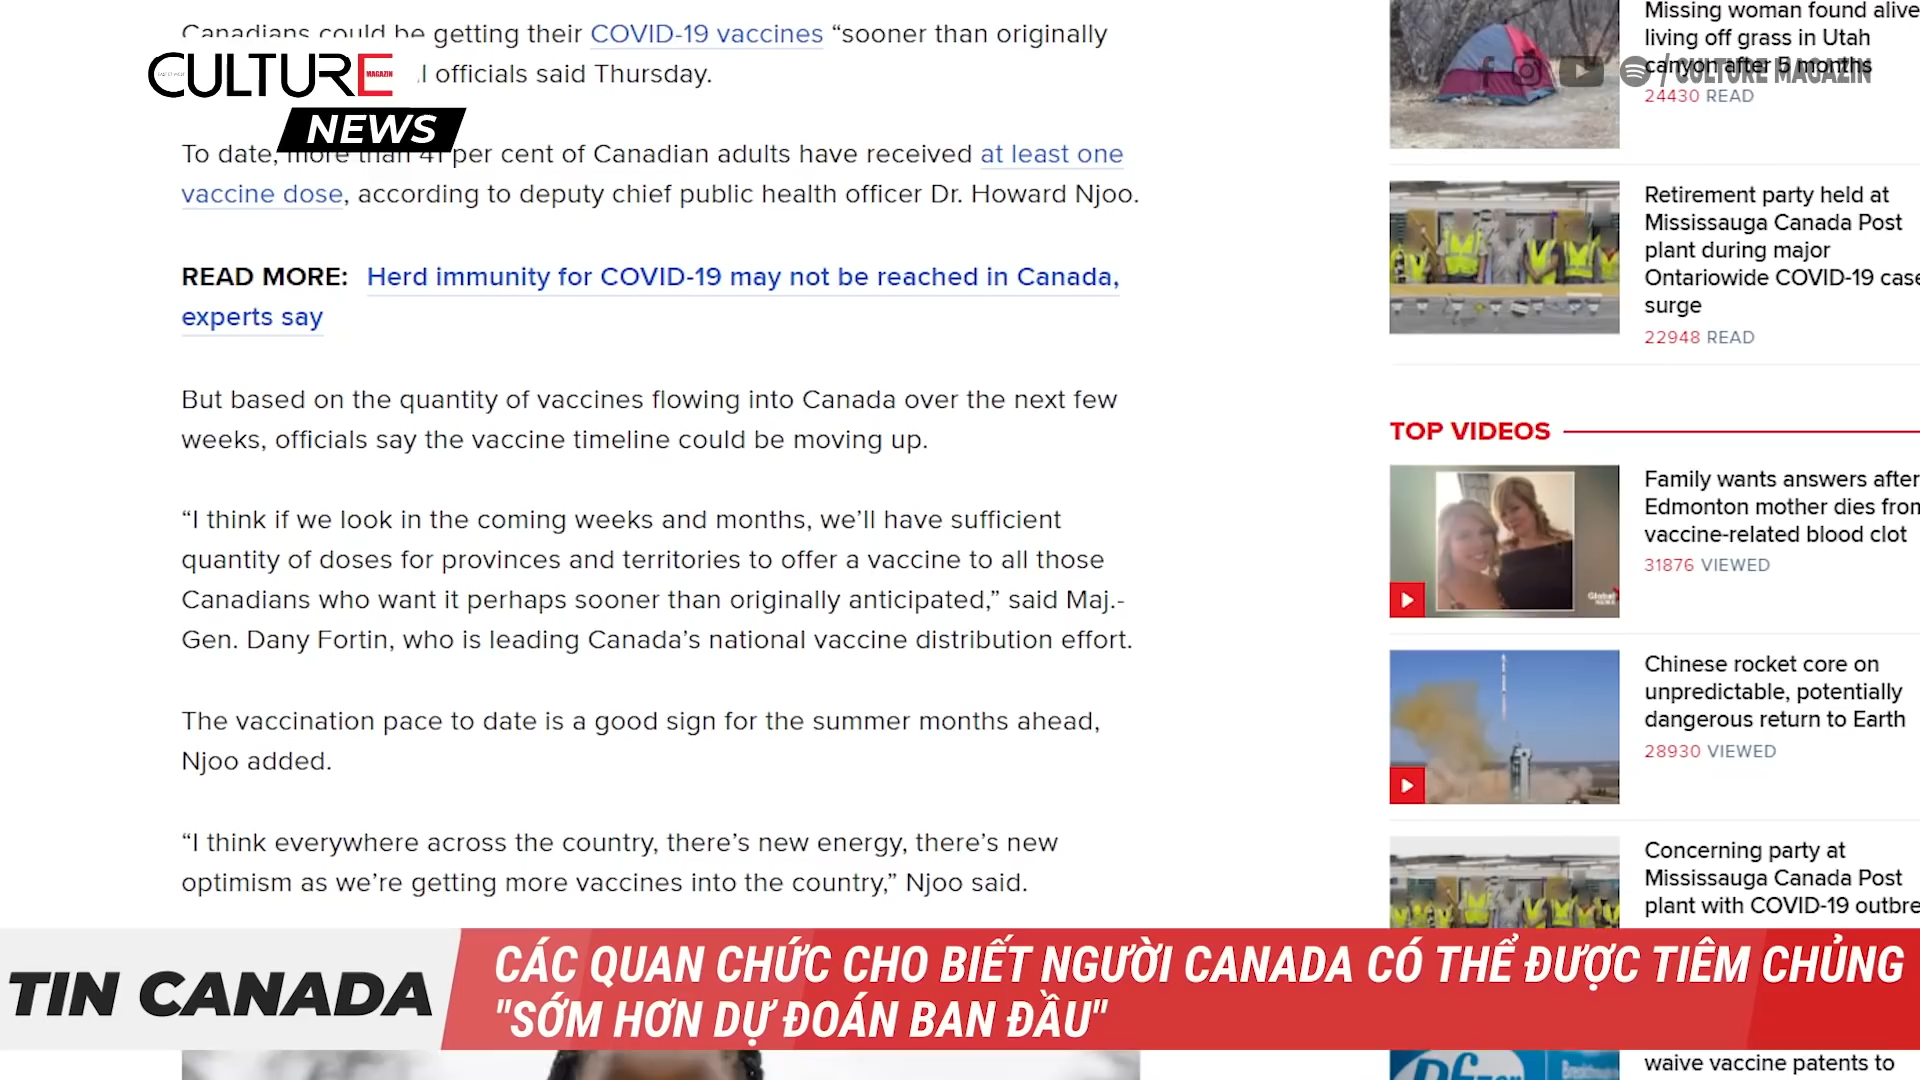 Canadians could be getting their COVID-19 vaccines “sooner than originally
officials said Thursday.
CULTURE
MAGAZIN
NEWS
To date, more than 41 per cent of Canadian adults have received at least one
vaccine dose, according to deputy chief public health officer Dr. Howard Njoo.
READ MORE: Herd immunity for COVID-19 may not be reached in Canada,
experts say
But based on the quantity of vaccines flowing into Canada over the next few
weeks, officials say the vaccine timeline could be moving up.
“I think if we look in the coming weeks and months, we’ll have sufficient
quantity of doses for provinces and territories to offer a vaccine to all those
Canadians who want it perhaps sooner than originally anticipated,” said Maj.-
Gen. Dany Fortin, who is leading Canada’s national vaccine distribution effort.
The vaccination pace to date is a good sign for the summer months ahead,
Njoo added.
“I think everywhere across the country, there’s new energy, there’s new
optimism as we’re getting more vaccines into the country,” Njoo said.
Missing woman found alive
living off grass in Utah
canyon after 5 months
24430 READ
/ CULTURE MAGAZIN
Retirement party held at
Mississauga Canada Post
plant during major
Ontariowide COVID-19 case
surge
22948 READ
TOP VIDEOS
Family wants answers after
Edmonton mother dies from
vaccine-related blood clot
31876 VIEWED
Global
NEWS
Chinese rocket core on
unpredictable, potentially
dangerous return to Earth
28930 VIEWED
Concerning party at
Mississauga Canada Post
plant with COVID-19 outbre
waive vaccine patents to
Pfizer
TIN CANADA
CÁC QUAN CHỨC CHO BIẾT NGƯỜI CANADA CÓ THỂ ĐƯỢC TIÊM CHỦNG
"SỚM HƠN DỰ ĐOÁN BAN ĐẦU"